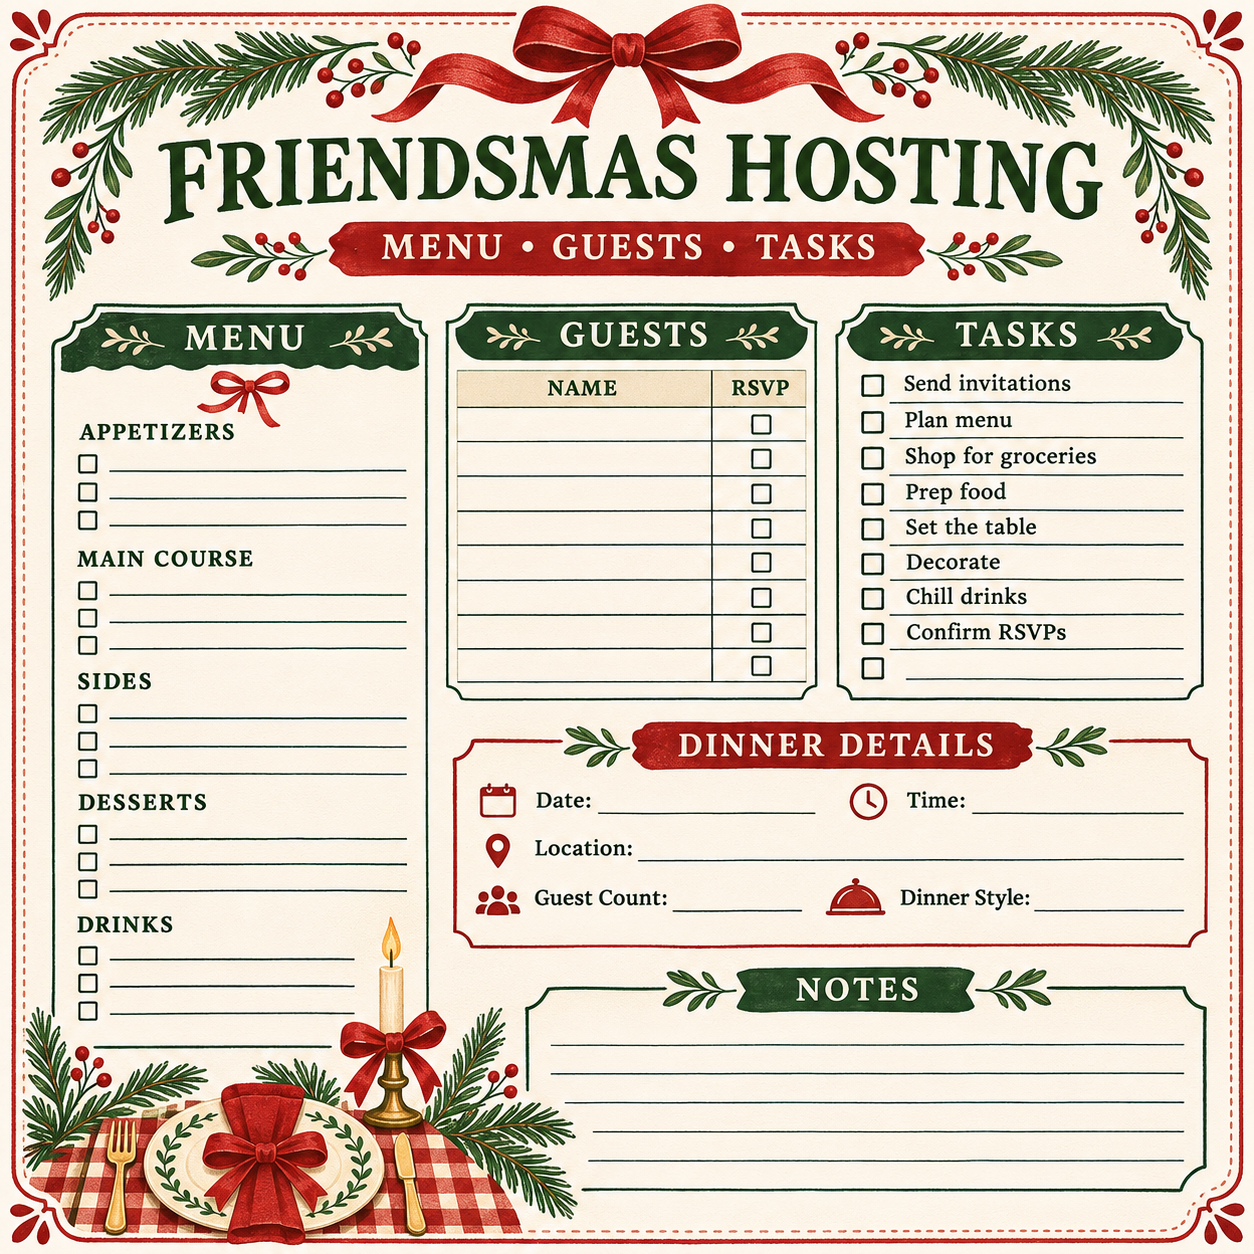 FRIENDSMAS HOSTING
MENU • GUESTS • TASKS
MENU
APPETIZERS
MAIN COURSE
SIDES
DESSERTS
DRINKS
GUESTS
NAME RSVP
TASKS
Send invitations
Plan menu
Shop for groceries
Prep food
Set the table
Decorate
Chill drinks
Confirm RSVPs
DINNER DETAILS
Date: Time:
Location:
Guest Count: Dinner Style:
NOTES